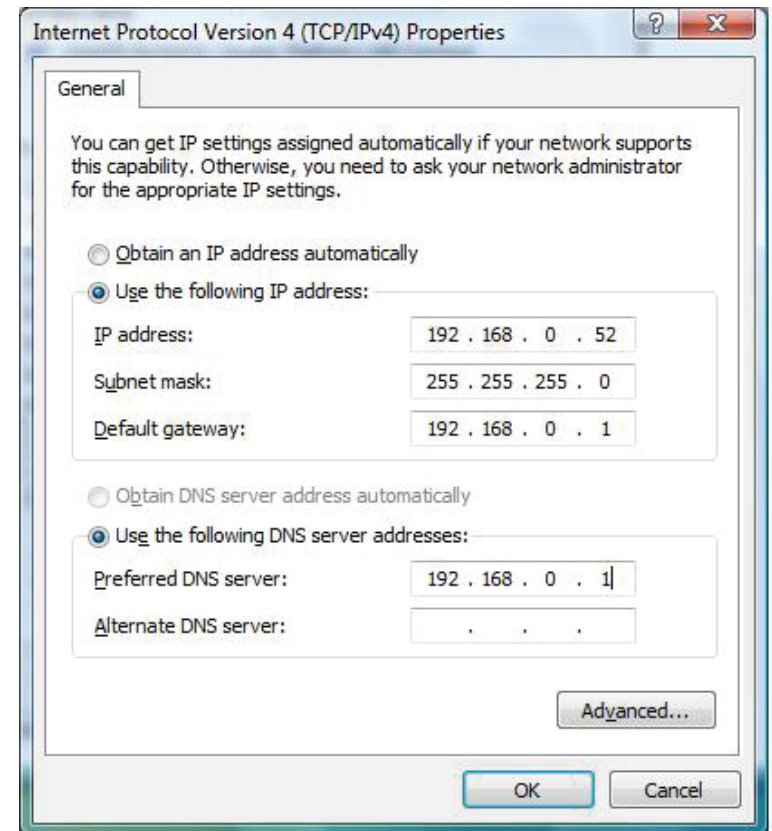 Internet Protocol Version 4 (TCP/IPv4) Properties
?
X
General
You can get IP settings assigned automatically if your network supports
this capability. Otherwise, you need to ask your network administrator
for the appropriate IP settings.
Obtain an IP address automatically
Use the following IP address:
IP address: 192 . 168 . 0 . 52
Subnet mask: 255 . 255 . 255 . 0
Default gateway: 192 . 168 . 0 . 1
Obtain DNS server address automatically
Use the following DNS server addresses:
Preferred DNS server: 192 . 168 . 0 . 1
Alternate DNS server: . . .
Advanced...
OK Cancel